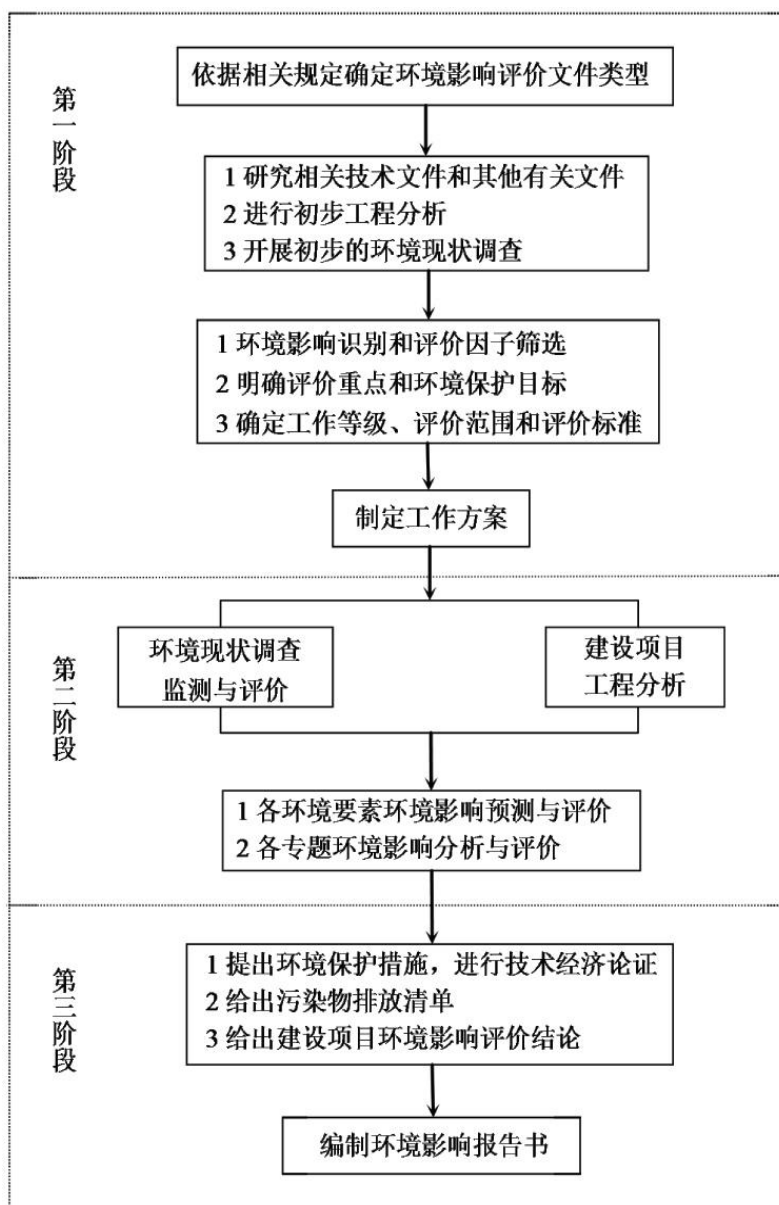 第一阶段
依据相关规定确定环境影响评价文件类型
1 研究相关技术文件和其他有关文件
2 进行初步工程分析
3 开展初步的环境现状调查
1 环境影响识别和评价因子筛选
2 明确评价重点和环境保护目标
3 确定工作等级、评价范围和评价标准
制定工作方案
第二阶段
环境现状调查
监测与评价
建设项目
工程分析
1 各环境要素环境影响预测与评价
2 各专题环境影响分析与评价
第三阶段
1 提出环境保护措施，进行技术经济论证
2 给出污染物排放清单
3 给出建设项目环境影响评价结论
编制环境影响报告书